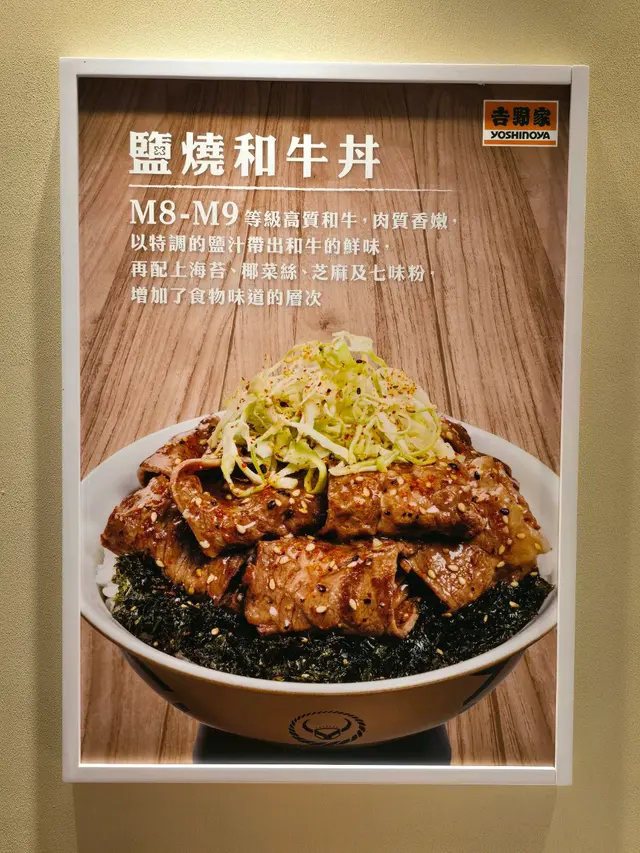 吉野家
YOSHINOYA
鹽燒和牛丼
M8-M9等級高質和牛，肉質香嫩，
以特調的鹽汁帶出和牛的鮮味，
再配上海苔、椰菜絲、芝麻及七味粉，
增加了食物味道的層次